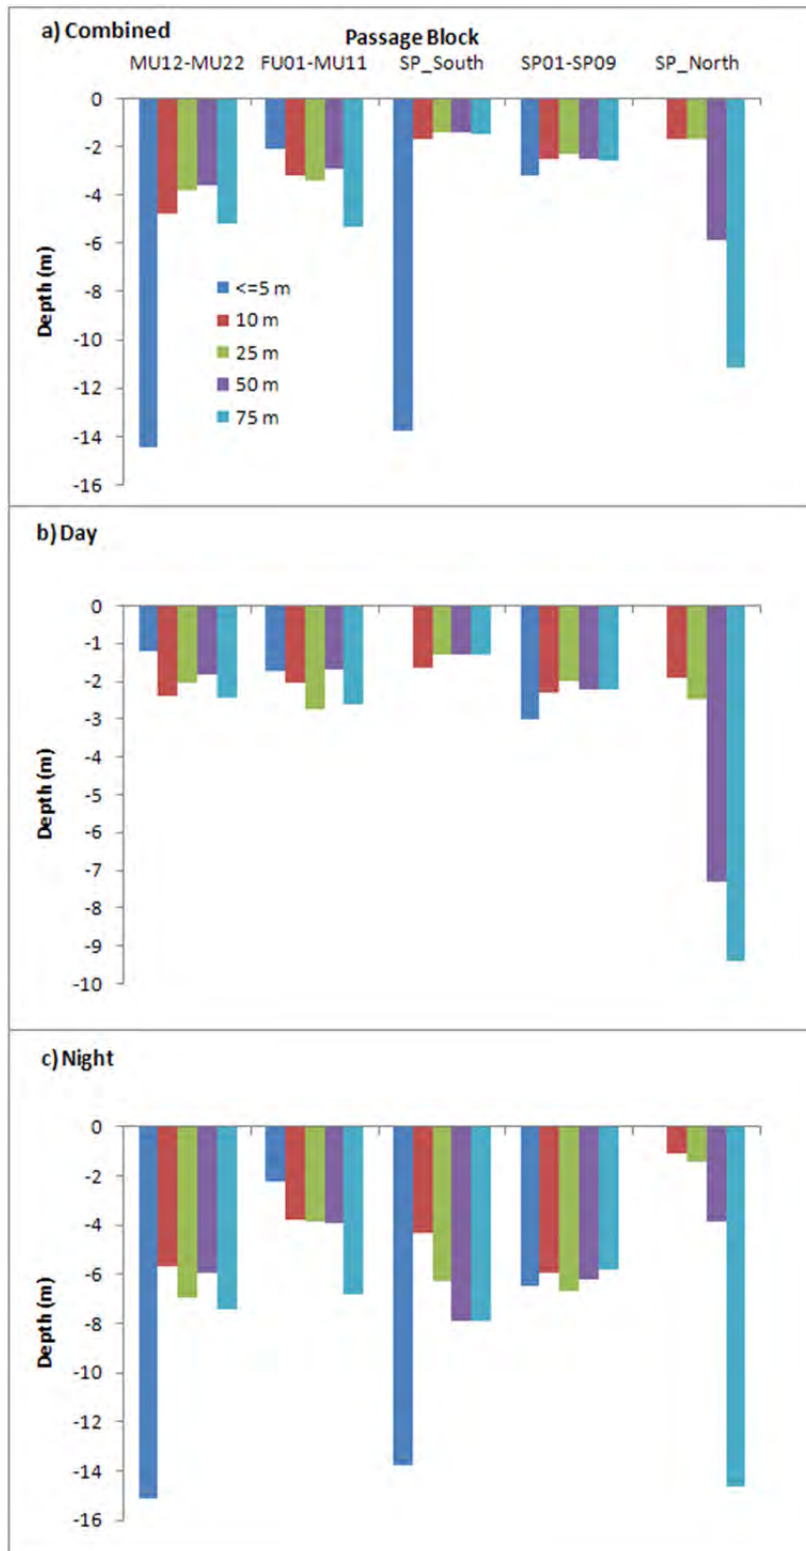 a) Combined
Passage Block
MU12-MU22 FU01-MU11 SP_South SP01-SP09 SP_North
0
-2
-4
-6
-8
-10
-12
-14
-16
Depth (m)
<=5 m
10 m
25 m
50 m
75 m
b) Day
0
-1
-2
-3
-4
-5
-6
-7
-8
-9
-10
Depth (m)
c) Night
0
-2
-4
-6
-8
-10
-12
-14
-16
Depth (m)